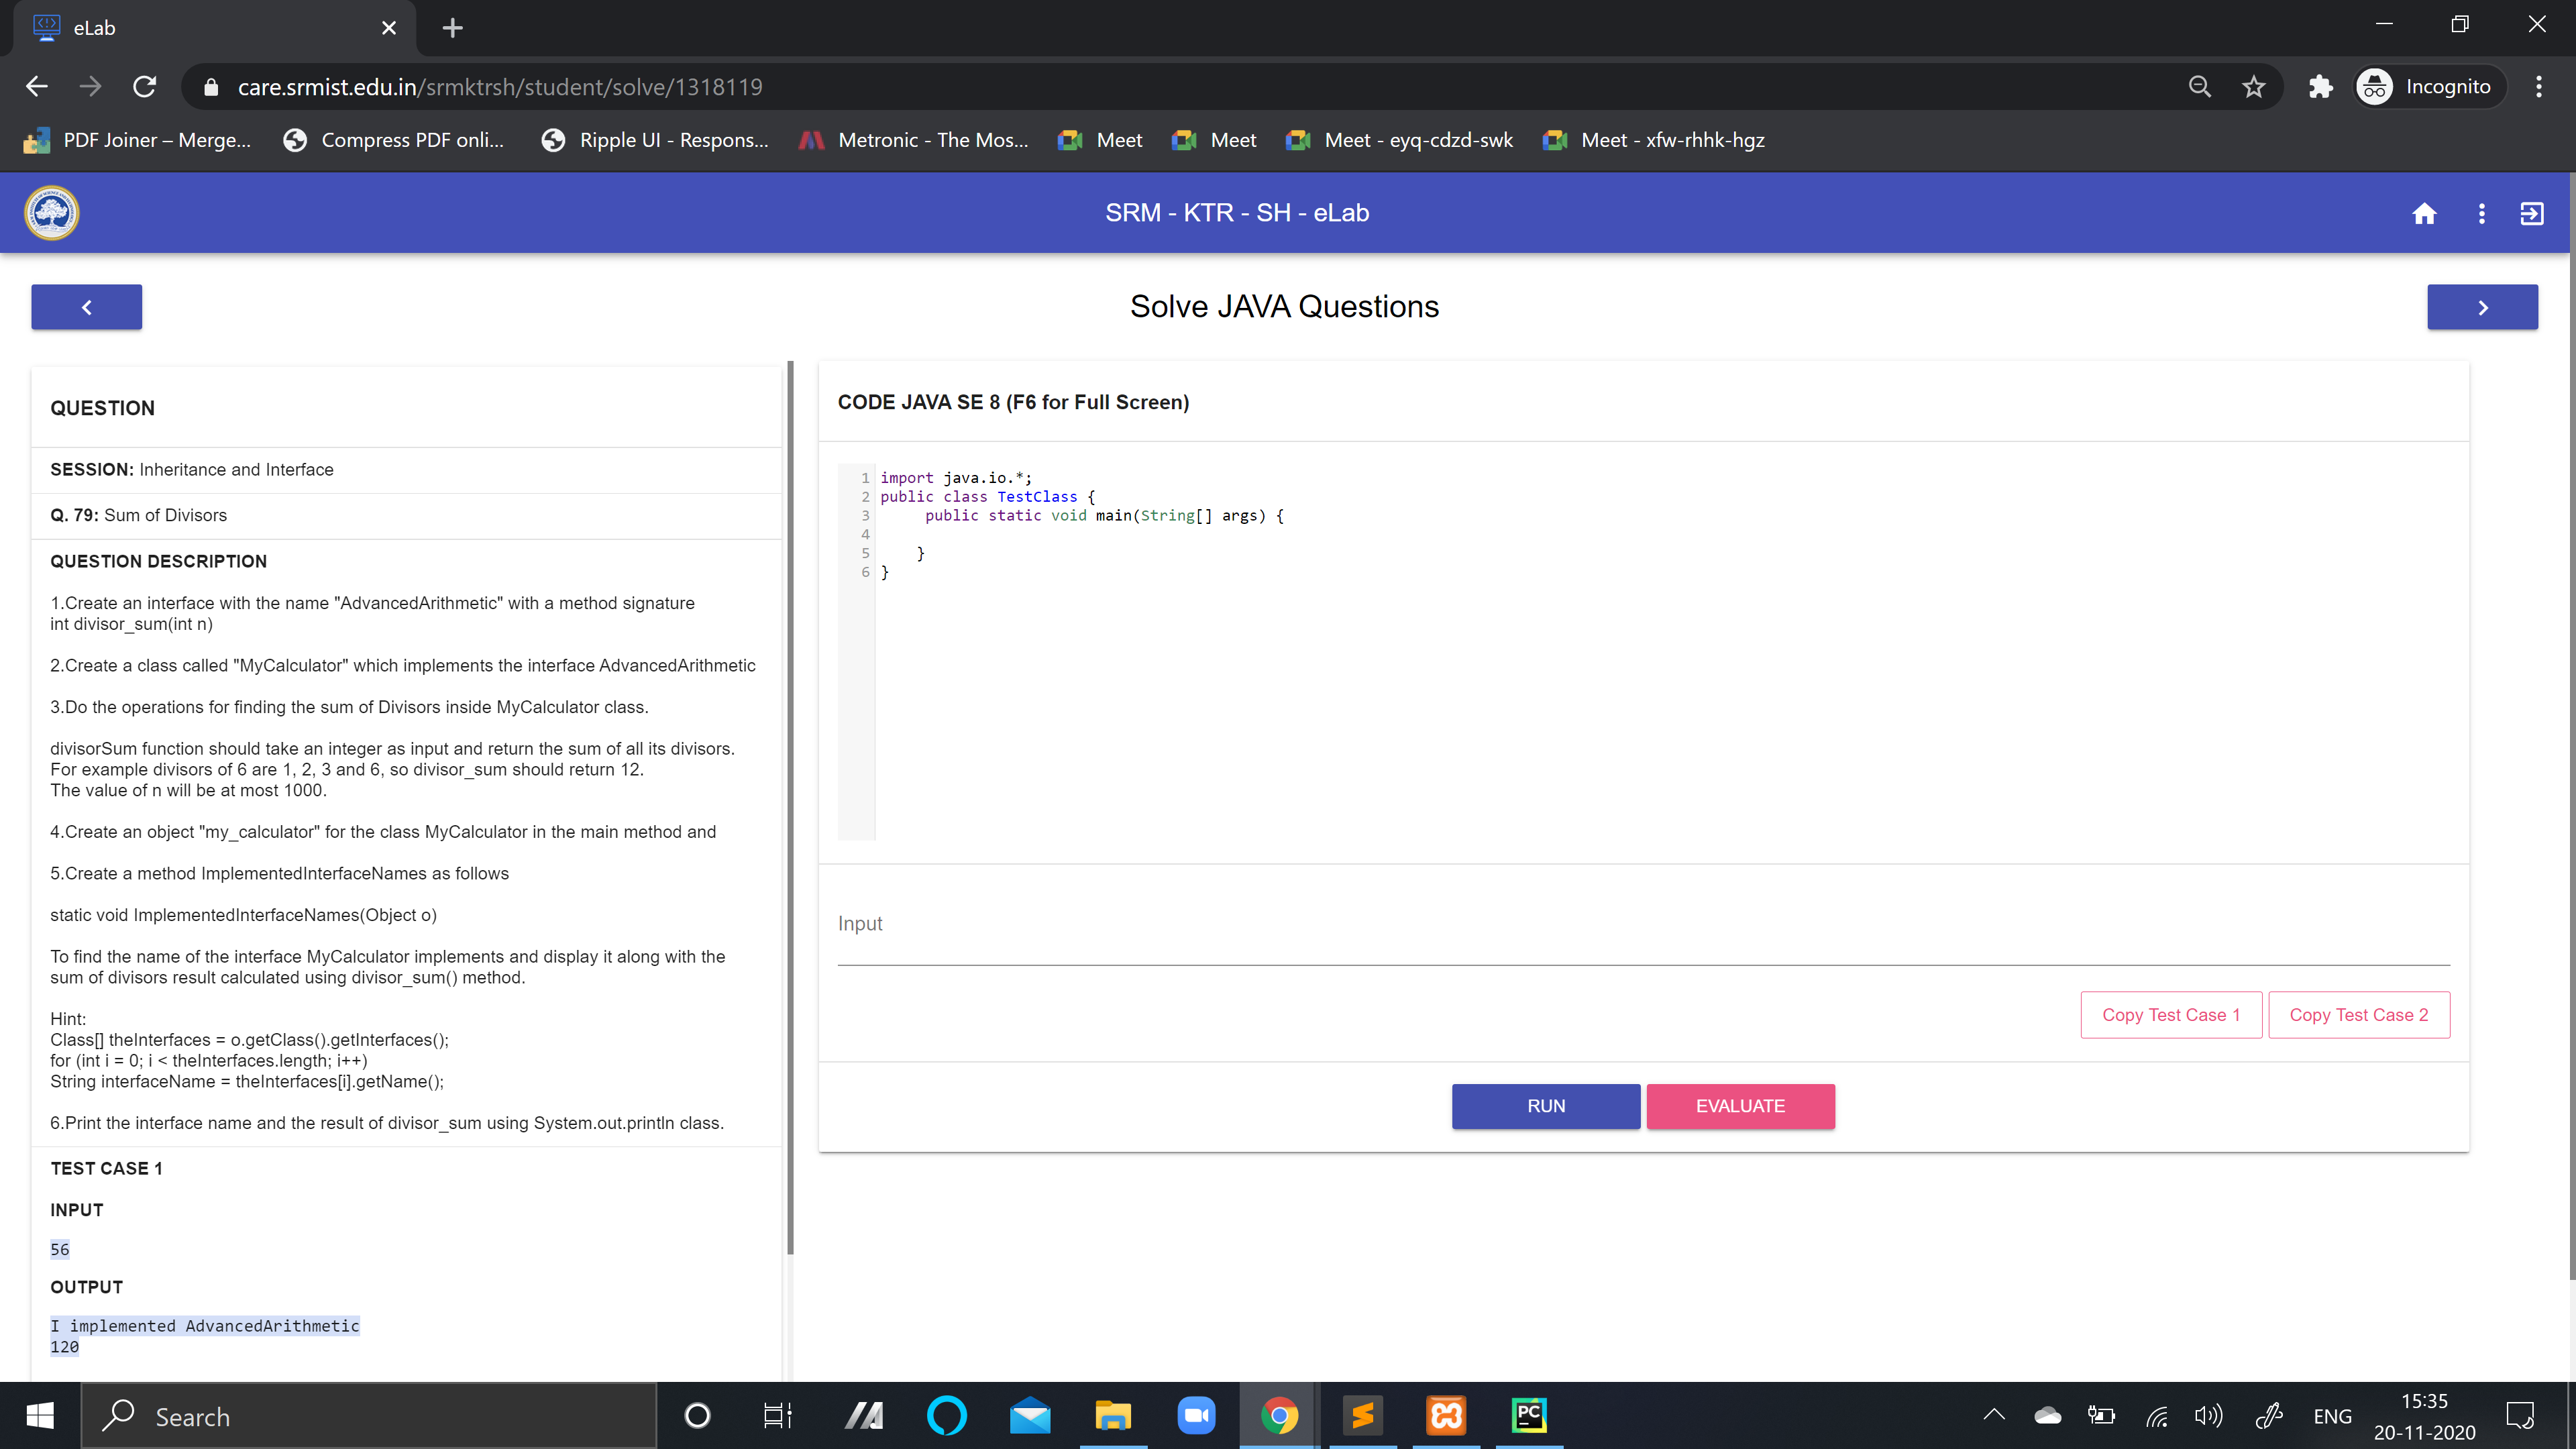 eLab
care.srmist.edu.in/srmktrsh/student/solve/1318119
Incognito
PDF Joiner – Merge...
Compress PDF onli...
Ripple UI - Respons...
Metronic - The Mos...
Meet
Meet
Meet - eyq-cdzd-swk
Meet - xfw-rhhk-hgz
SRM - KTR - SH - eLab
Solve JAVA Questions
QUESTION
SESSION: Inheritance and Interface
Q. 79: Sum of Divisors
QUESTION DESCRIPTION
1.Create an interface with the name "AdvancedArithmetic" with a method signature
int divisor_sum(int n)
2.Create a class called "MyCalculator" which implements the interface AdvancedArithmetic
3.Do the operations for finding the sum of Divisors inside MyCalculator class.
divisorSum function should take an integer as input and return the sum of all its divisors.
For example divisors of 6 are 1, 2, 3 and 6, so divisor_sum should return 12.
The value of n will be at most 1000.
4.Create an object "my_calculator" for the class MyCalculator in the main method and
5.Create a method ImplementedInterfaceNames as follows
static void ImplementedInterfaceNames(Object o)
To find the name of the interface MyCalculator implements and display it along with the
sum of divisors result calculated using divisor_sum() method.
Hint:
Class[] theInterfaces = o.getClass().getInterfaces();
for (int i = 0; i < theInterfaces.length; i++)
String interfaceName = theInterfaces[i].getName();
6.Print the interface name and the result of divisor_sum using System.out.println class.
TEST CASE 1
INPUT
56
OUTPUT
I implemented AdvancedArithmetic
120
CODE JAVA SE 8 (F6 for Full Screen)
1 import java.io.*;
2 public class TestClass {
3 public static void main(String[] args) {
4
5 }
6 }
Input
Copy Test Case 1
Copy Test Case 2
RUN
EVALUATE
Search
PC
ENG
15:35
20-11-2020